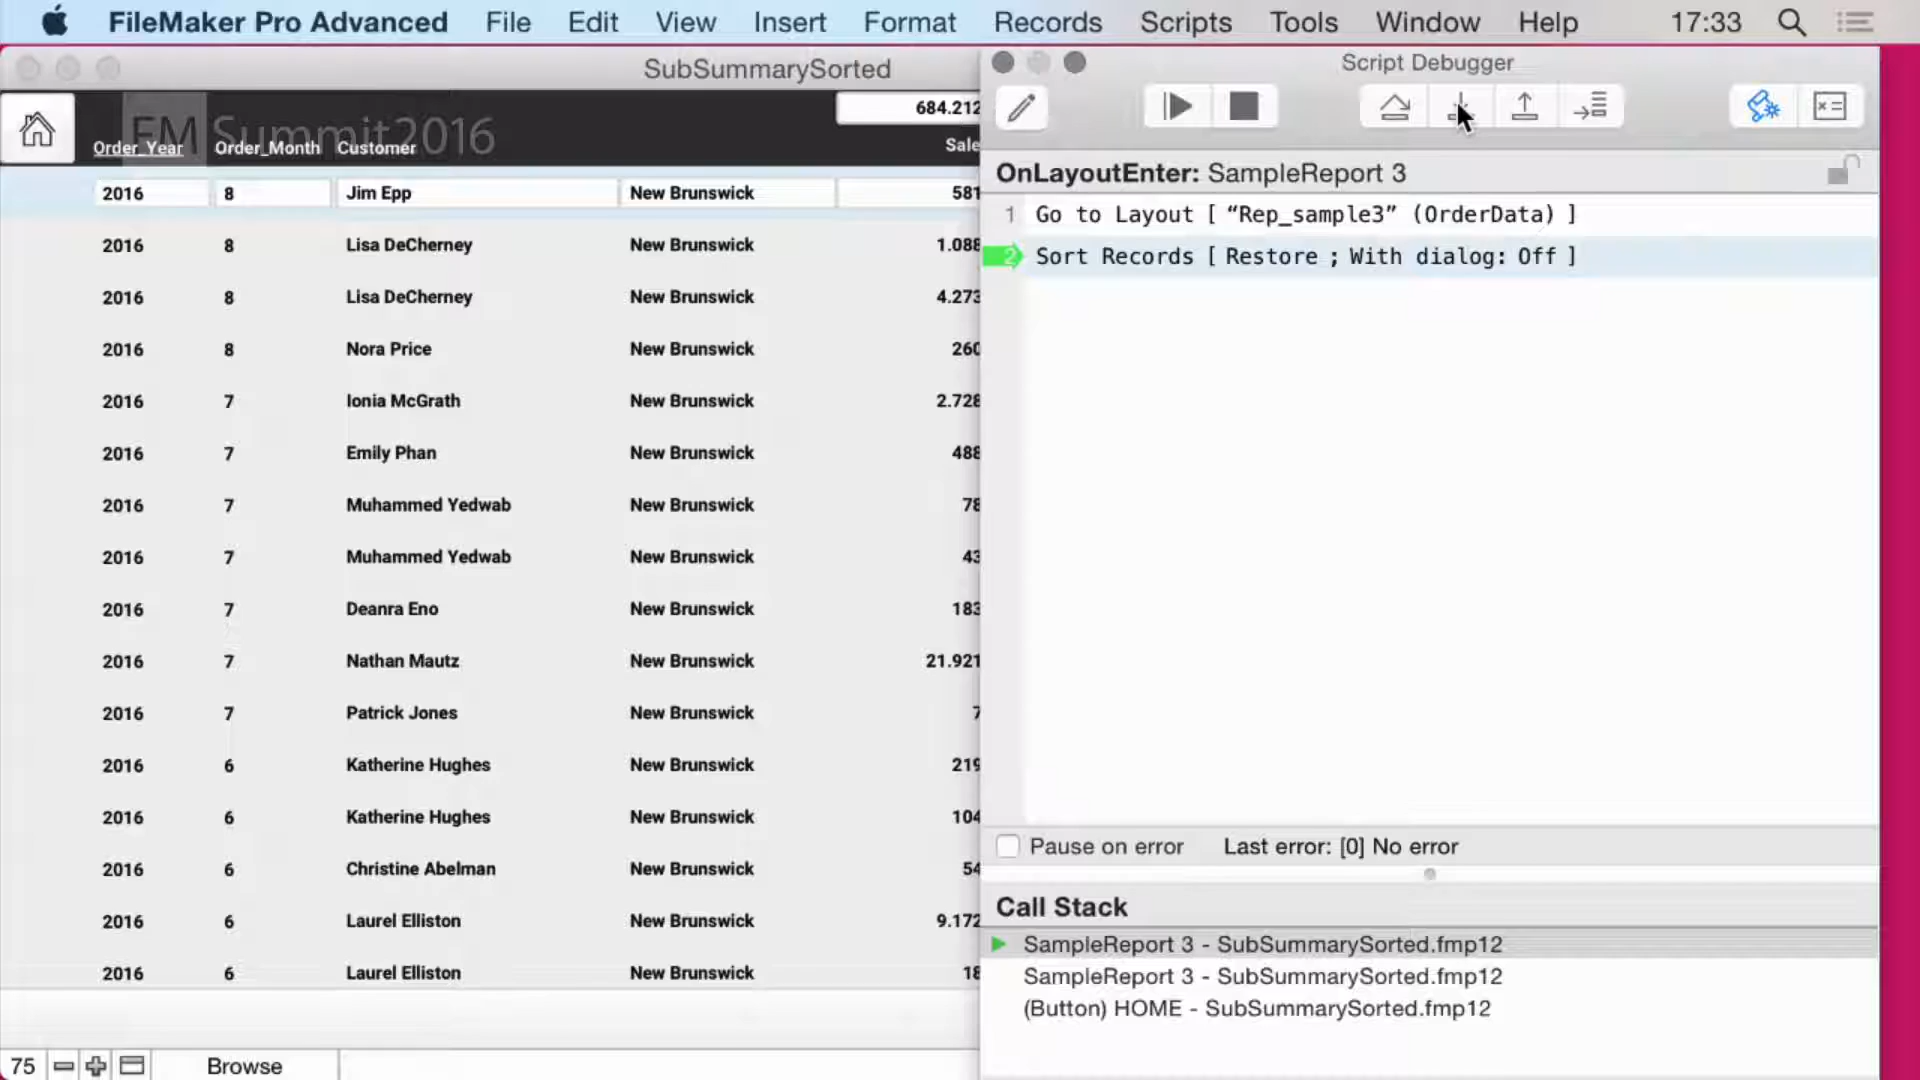 FileMaker Pro Advanced File Edit View Insert Format Records Scripts Tools Window Help 17:33
SubSummarySorted
FM Summit2016
684.212
Order_Year Order_Month Customer Sale
2016 8 Jim Epp New Brunswick 581
2016 8 Lisa DeCherney New Brunswick 1.088
2016 8 Lisa DeCherney New Brunswick 4.273
2016 8 Nora Price New Brunswick 260
2016 7 Ionia McGrath New Brunswick 2.728
2016 7 Emily Phan New Brunswick 488
2016 7 Muhammed Yedwab New Brunswick 78
2016 7 Muhammed Yedwab New Brunswick 43
2016 7 Deanra Eno New Brunswick 183
2016 7 Nathan Mautz New Brunswick 21.921
2016 7 Patrick Jones New Brunswick 7
2016 6 Katherine Hughes New Brunswick 219
2016 6 Katherine Hughes New Brunswick 104
2016 6 Christine Abelman New Brunswick 54
2016 6 Laurel Elliston New Brunswick 9.172
2016 6 Laurel Elliston New Brunswick 18
75 Browse
Script Debugger
OnLayoutEnter: SampleReport 3
1 Go to Layout [ “Rep_sample3” (OrderData) ]
2 Sort Records [ Restore ; With dialog: Off ]
Pause on error Last error: [0] No error
Call Stack
SampleReport 3 - SubSummarySorted.fmp12
SampleReport 3 - SubSummarySorted.fmp12
(Button) HOME - SubSummarySorted.fmp12